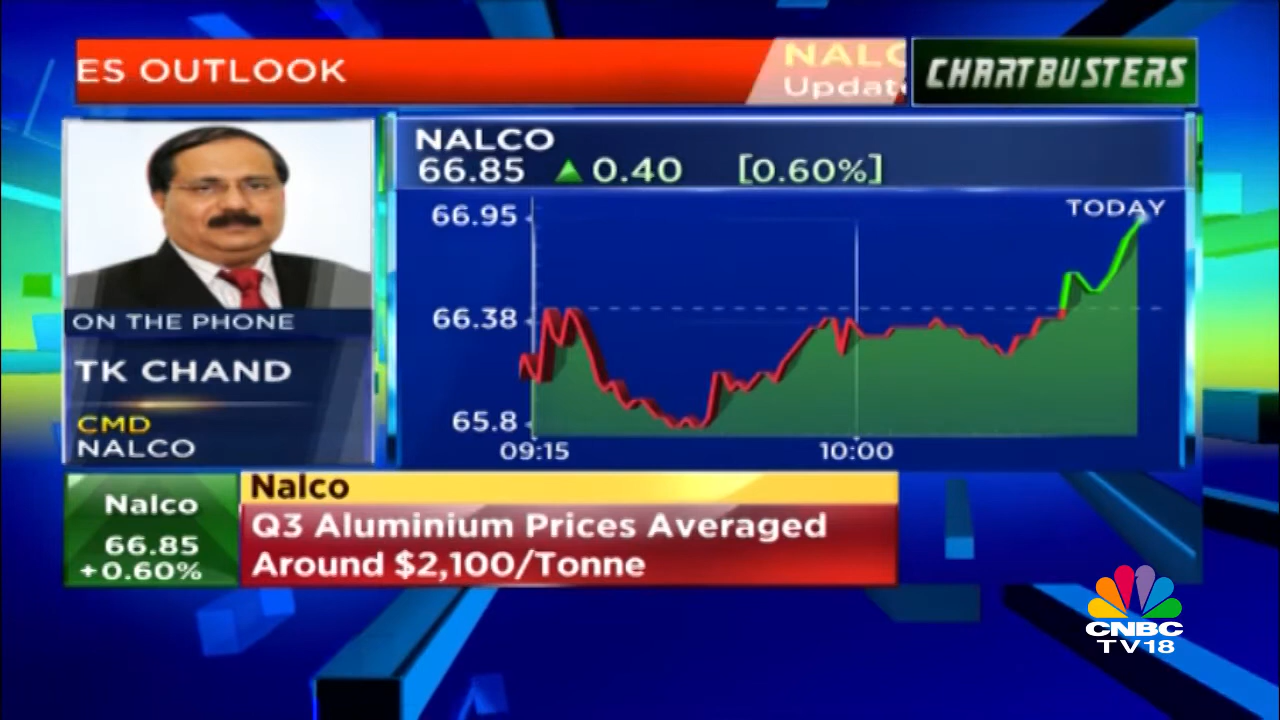 ES OUTLOOK
NALC
Updat
CHARTBUSTERS
NALCO
66.85 ▲ 0.40 [0.60%]
TODAY
66.95
66.38
65.8
09:15 10:00
ON THE PHONE
TK CHAND
CMD
NALCO
Nalco
66.85
+0.60%
Nalco
Q3 Aluminium Prices Averaged
Around $2,100/Tonne
CNBC
TV18